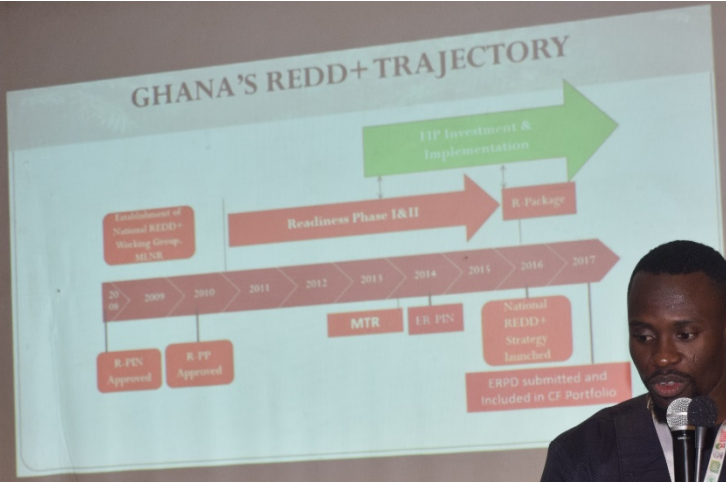 GHANA'S REDD+ TRAJECTORY
FIP Investment &
Implementation
Establishment of
National REDD+
Working Group,
MLNR
Readiness Phase I&II
R-Package
20
08
2009
2010
2011
2012
2013
2014
2015
2016
2017
MTR
ER-PIN
National
REDD+
Strategy
R-PIN
Approved
R-PP
Approved
ERPD submitted and
Included in CF Portfolio